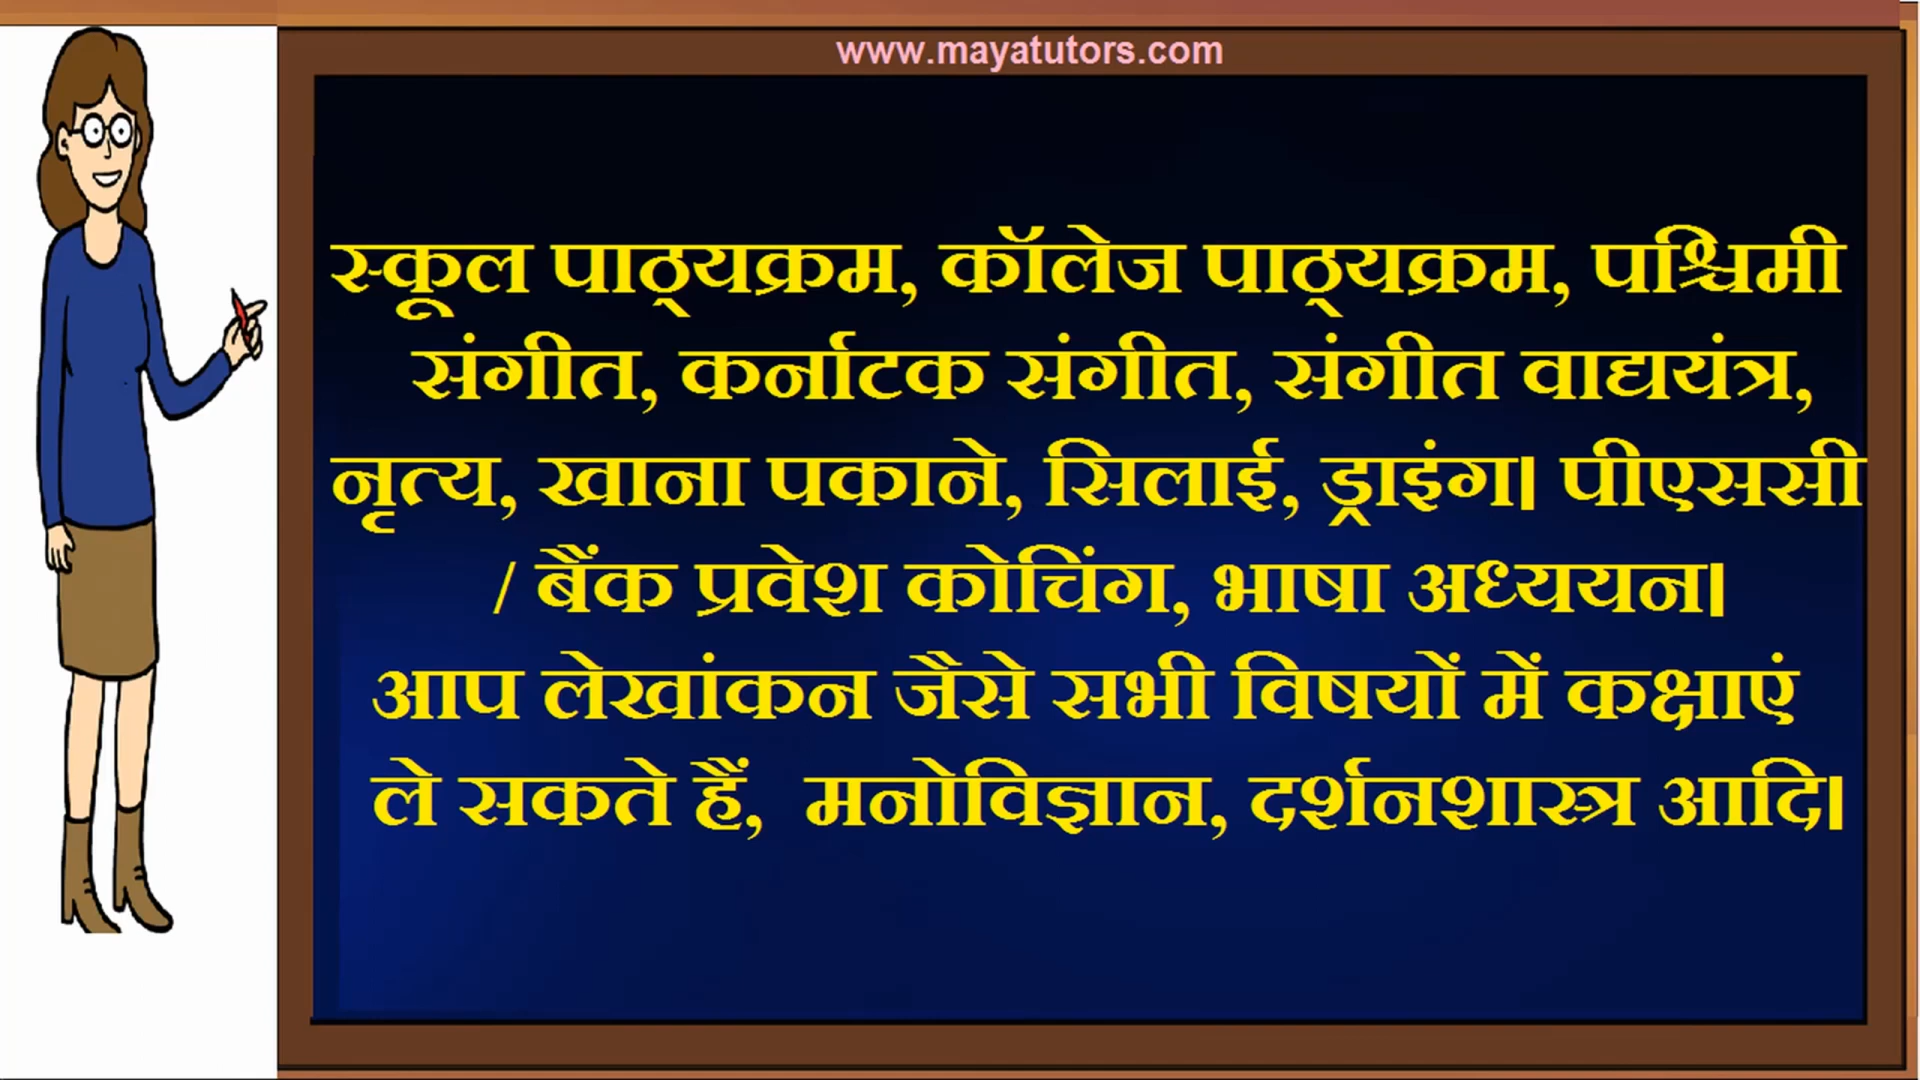 www.mayatutors.com
स्कूल पाठ्यक्रम, कॉलेज पाठ्यक्रम, पश्चिमी
संगीत, कर्नाटक संगीत, संगीत वाद्ययंत्र,
नृत्य, खाना पकाने, सिलाई, ड्राइंग। पीएससी
/ बैंक प्रवेश कोचिंग, भाषा अध्ययन।
आप लेखांकन जैसे सभी विषयों में कक्षाएं
ले सकते हैं, मनोविज्ञान, दर्शनशास्त्र आदि।